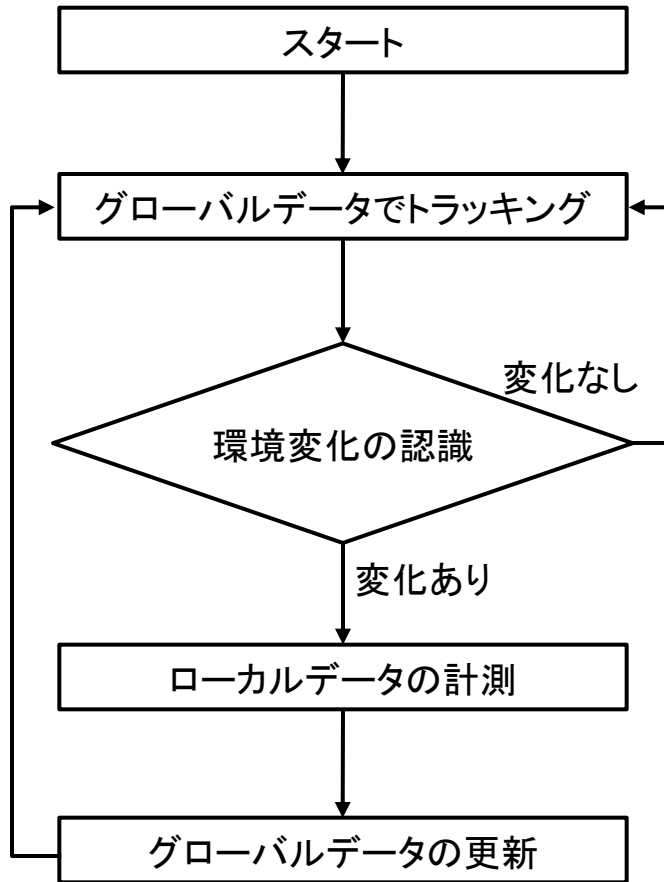 スタート
グローバルデータでトラッキング
変化なし
環境変化の認識
変化あり
ローカルデータの計測
グローバルデータの更新